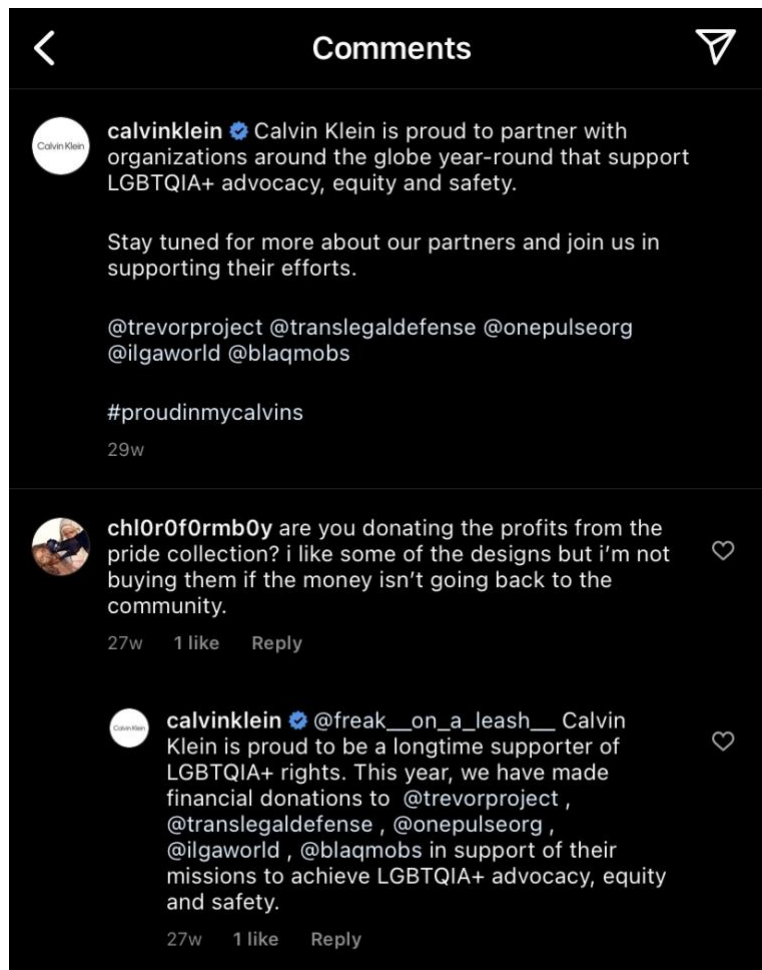 Comments
Calvin Klein
calvinklein Calvin Klein is proud to partner with
organizations around the globe year-round that support
LGBTQIA+ advocacy, equity and safety.
Stay tuned for more about our partners and join us in
supporting their efforts.
@trevorproject @translegaldefense @onepulseorg
@ilgaworld @blaqmobs
#proudinmycalvins
29w
chl0r0f0rmb0y are you donating the profits from the
pride collection? i like some of the designs but i’m not
buying them if the money isn’t going back to the
community.
27w 1 like Reply
Calvin Klein
calvinklein @freak__on_a_leash__ Calvin
Klein is proud to be a longtime supporter of
LGBTQIA+ rights. This year, we have made
financial donations to @trevorproject ,
@translegaldefense , @onepulseorg ,
@ilgaworld , @blaqmobs in support of their
missions to achieve LGBTQIA+ advocacy, equity
and safety.
27w 1 like Reply